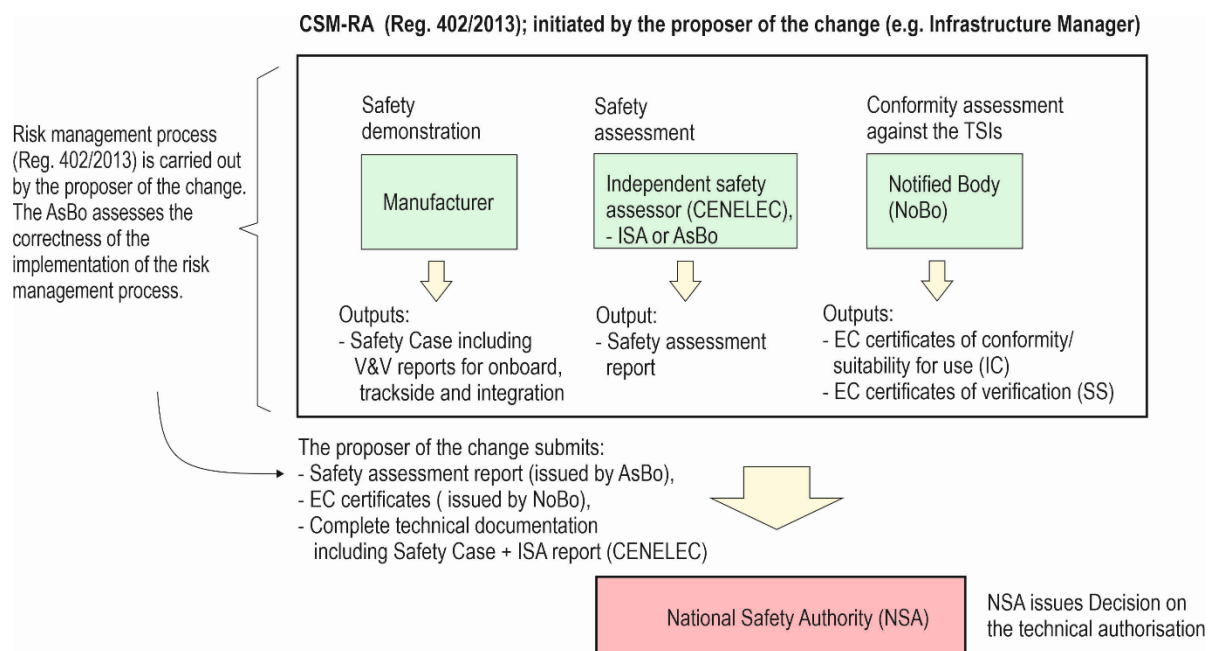 CSM-RA (Reg. 402/2013); initiated by the proposer of the change (e.g. Infrastructure Manager)
Risk management process
(Reg. 402/2013) is carried out
by the proposer of the change.
The AsBo assesses the
correctness of the
implementation of the risk
management process.
Safety
demonstration
Manufacturer
Outputs:
- Safety Case including
V&V reports for onboard,
trackside and integration
Safety
assessment
Independent safety
assessor (CENELEC),
- ISA or AsBo
Output:
- Safety assessment
report
Conformity assessment
against the TSIs
Notified Body
(NoBo)
Outputs:
- EC certificates of conformity/
suitability for use (IC)
- EC certificates of verification (SS)
The proposer of the change submits:
- Safety assessment report (issued by AsBo),
- EC certificates ( issued by NoBo),
- Complete technical documentation
including Safety Case + ISA report (CENELEC)
National Safety Authority (NSA)
NSA issues Decision on
the technical authorisation